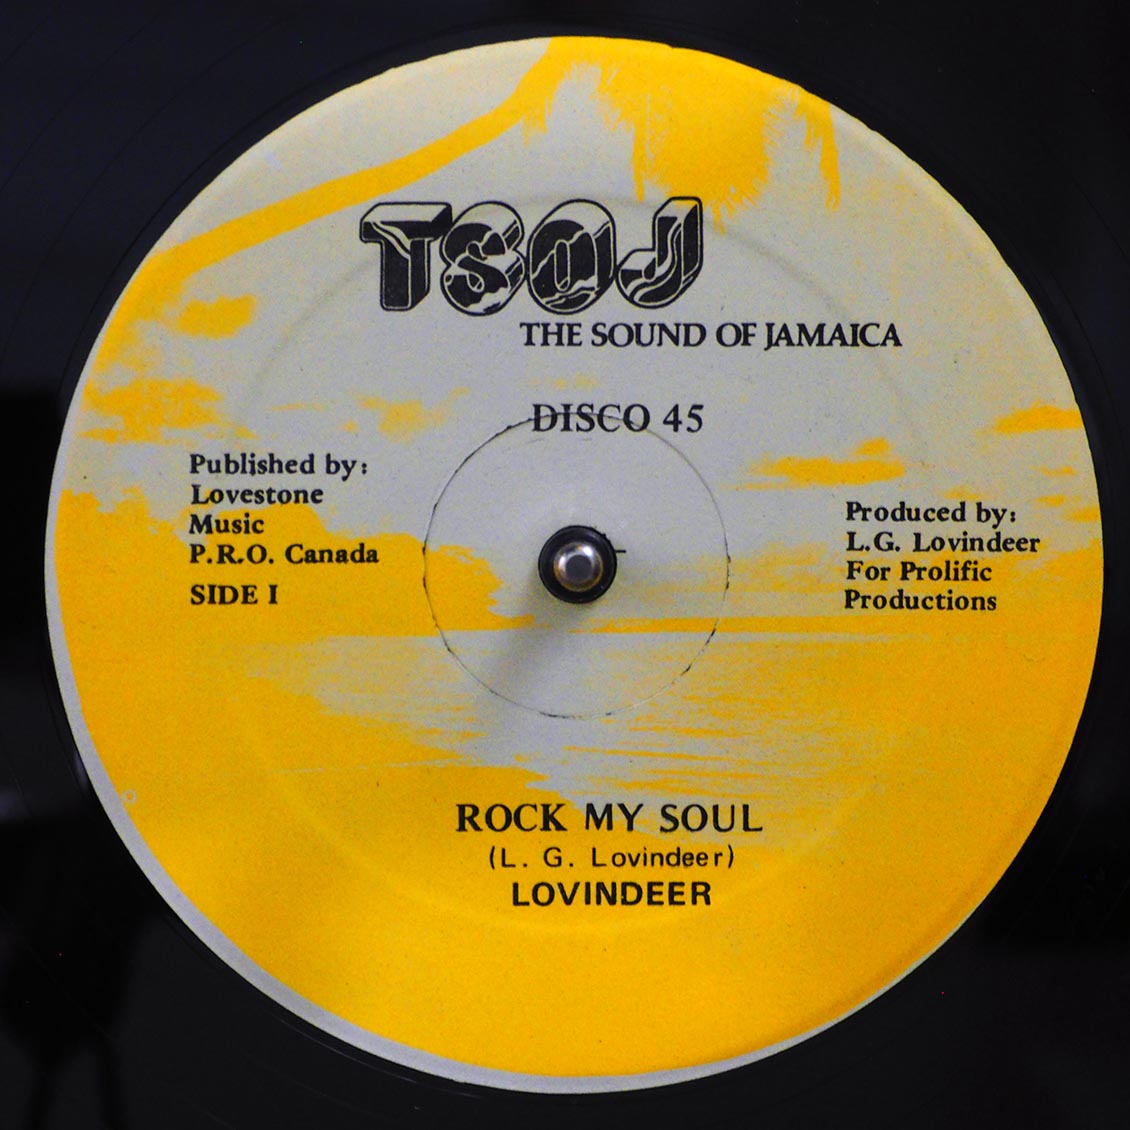 TSOJ
THE SOUND OF JAMAICA
DISCO 45
Published by:
Lovestone
Music
P.R.O. Canada
SIDE I
Produced by:
L.G. Lovindeer
For Prolific
Productions
ROCK MY SOUL
(L. G. Lovindeer)
LOVINDEER